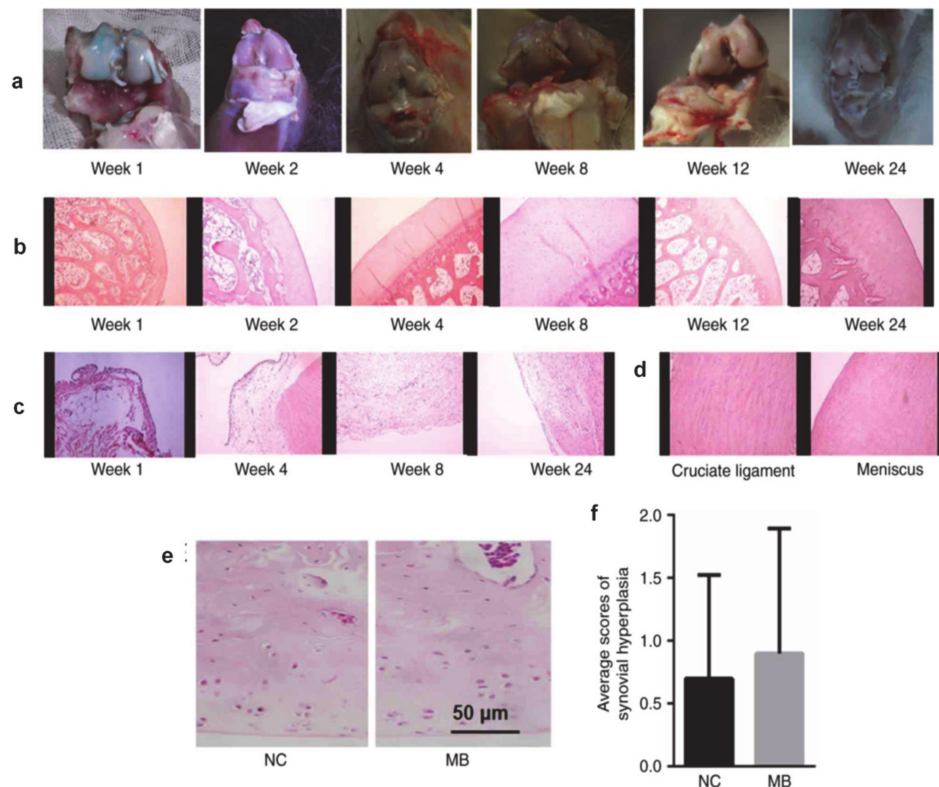 a
Week 1 Week 2 Week 4 Week 8 Week 12 Week 24
b
Week 1 Week 2 Week 4 Week 8 Week 12 Week 24
c
d
Week 1 Week 4 Week 8 Week 24
Cruciate ligament Meniscus
e :
50 µm
NC MB
f
Average scores of
synovial hyperplasia
2.0
1.5
1.0
0.5
0.0
NC MB